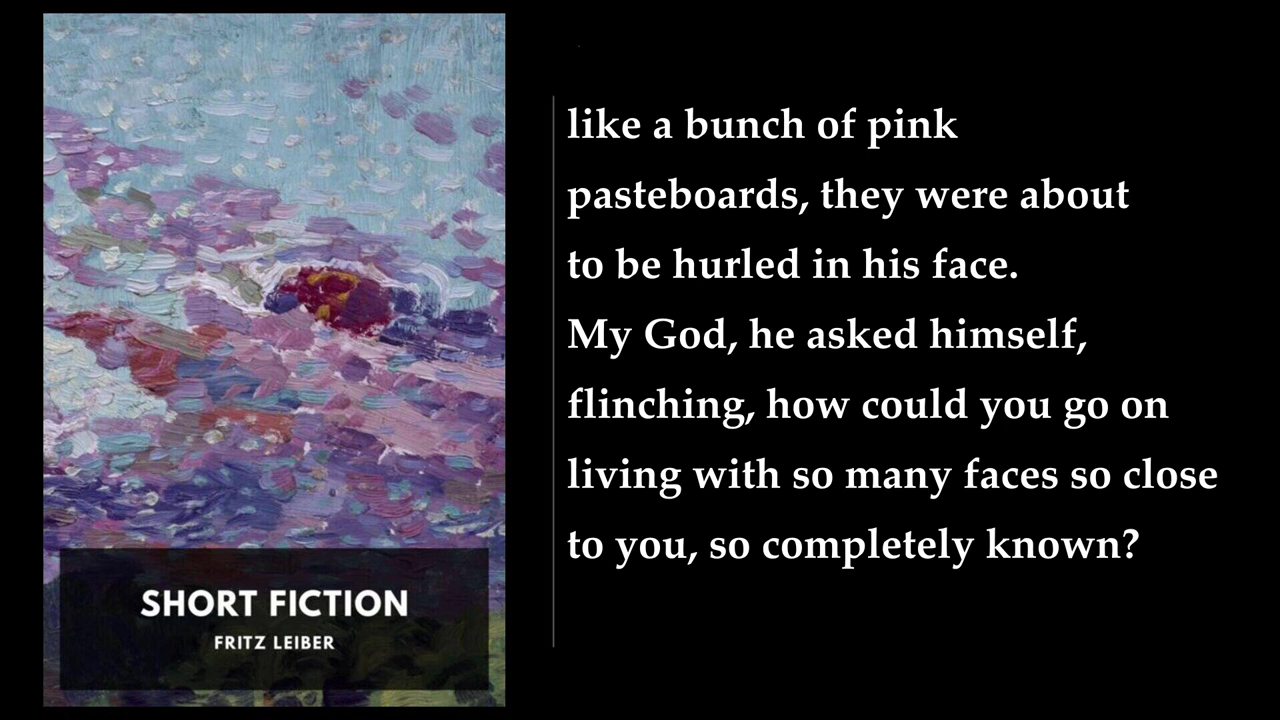 like a bunch of pink
pasteboards, they were about
to be hurled in his face.
My God, he asked himself,
flinching, how could you go on
living with so many faces so close
to you, so completely known?
SHORT FICTION
FRITZ LEIBER